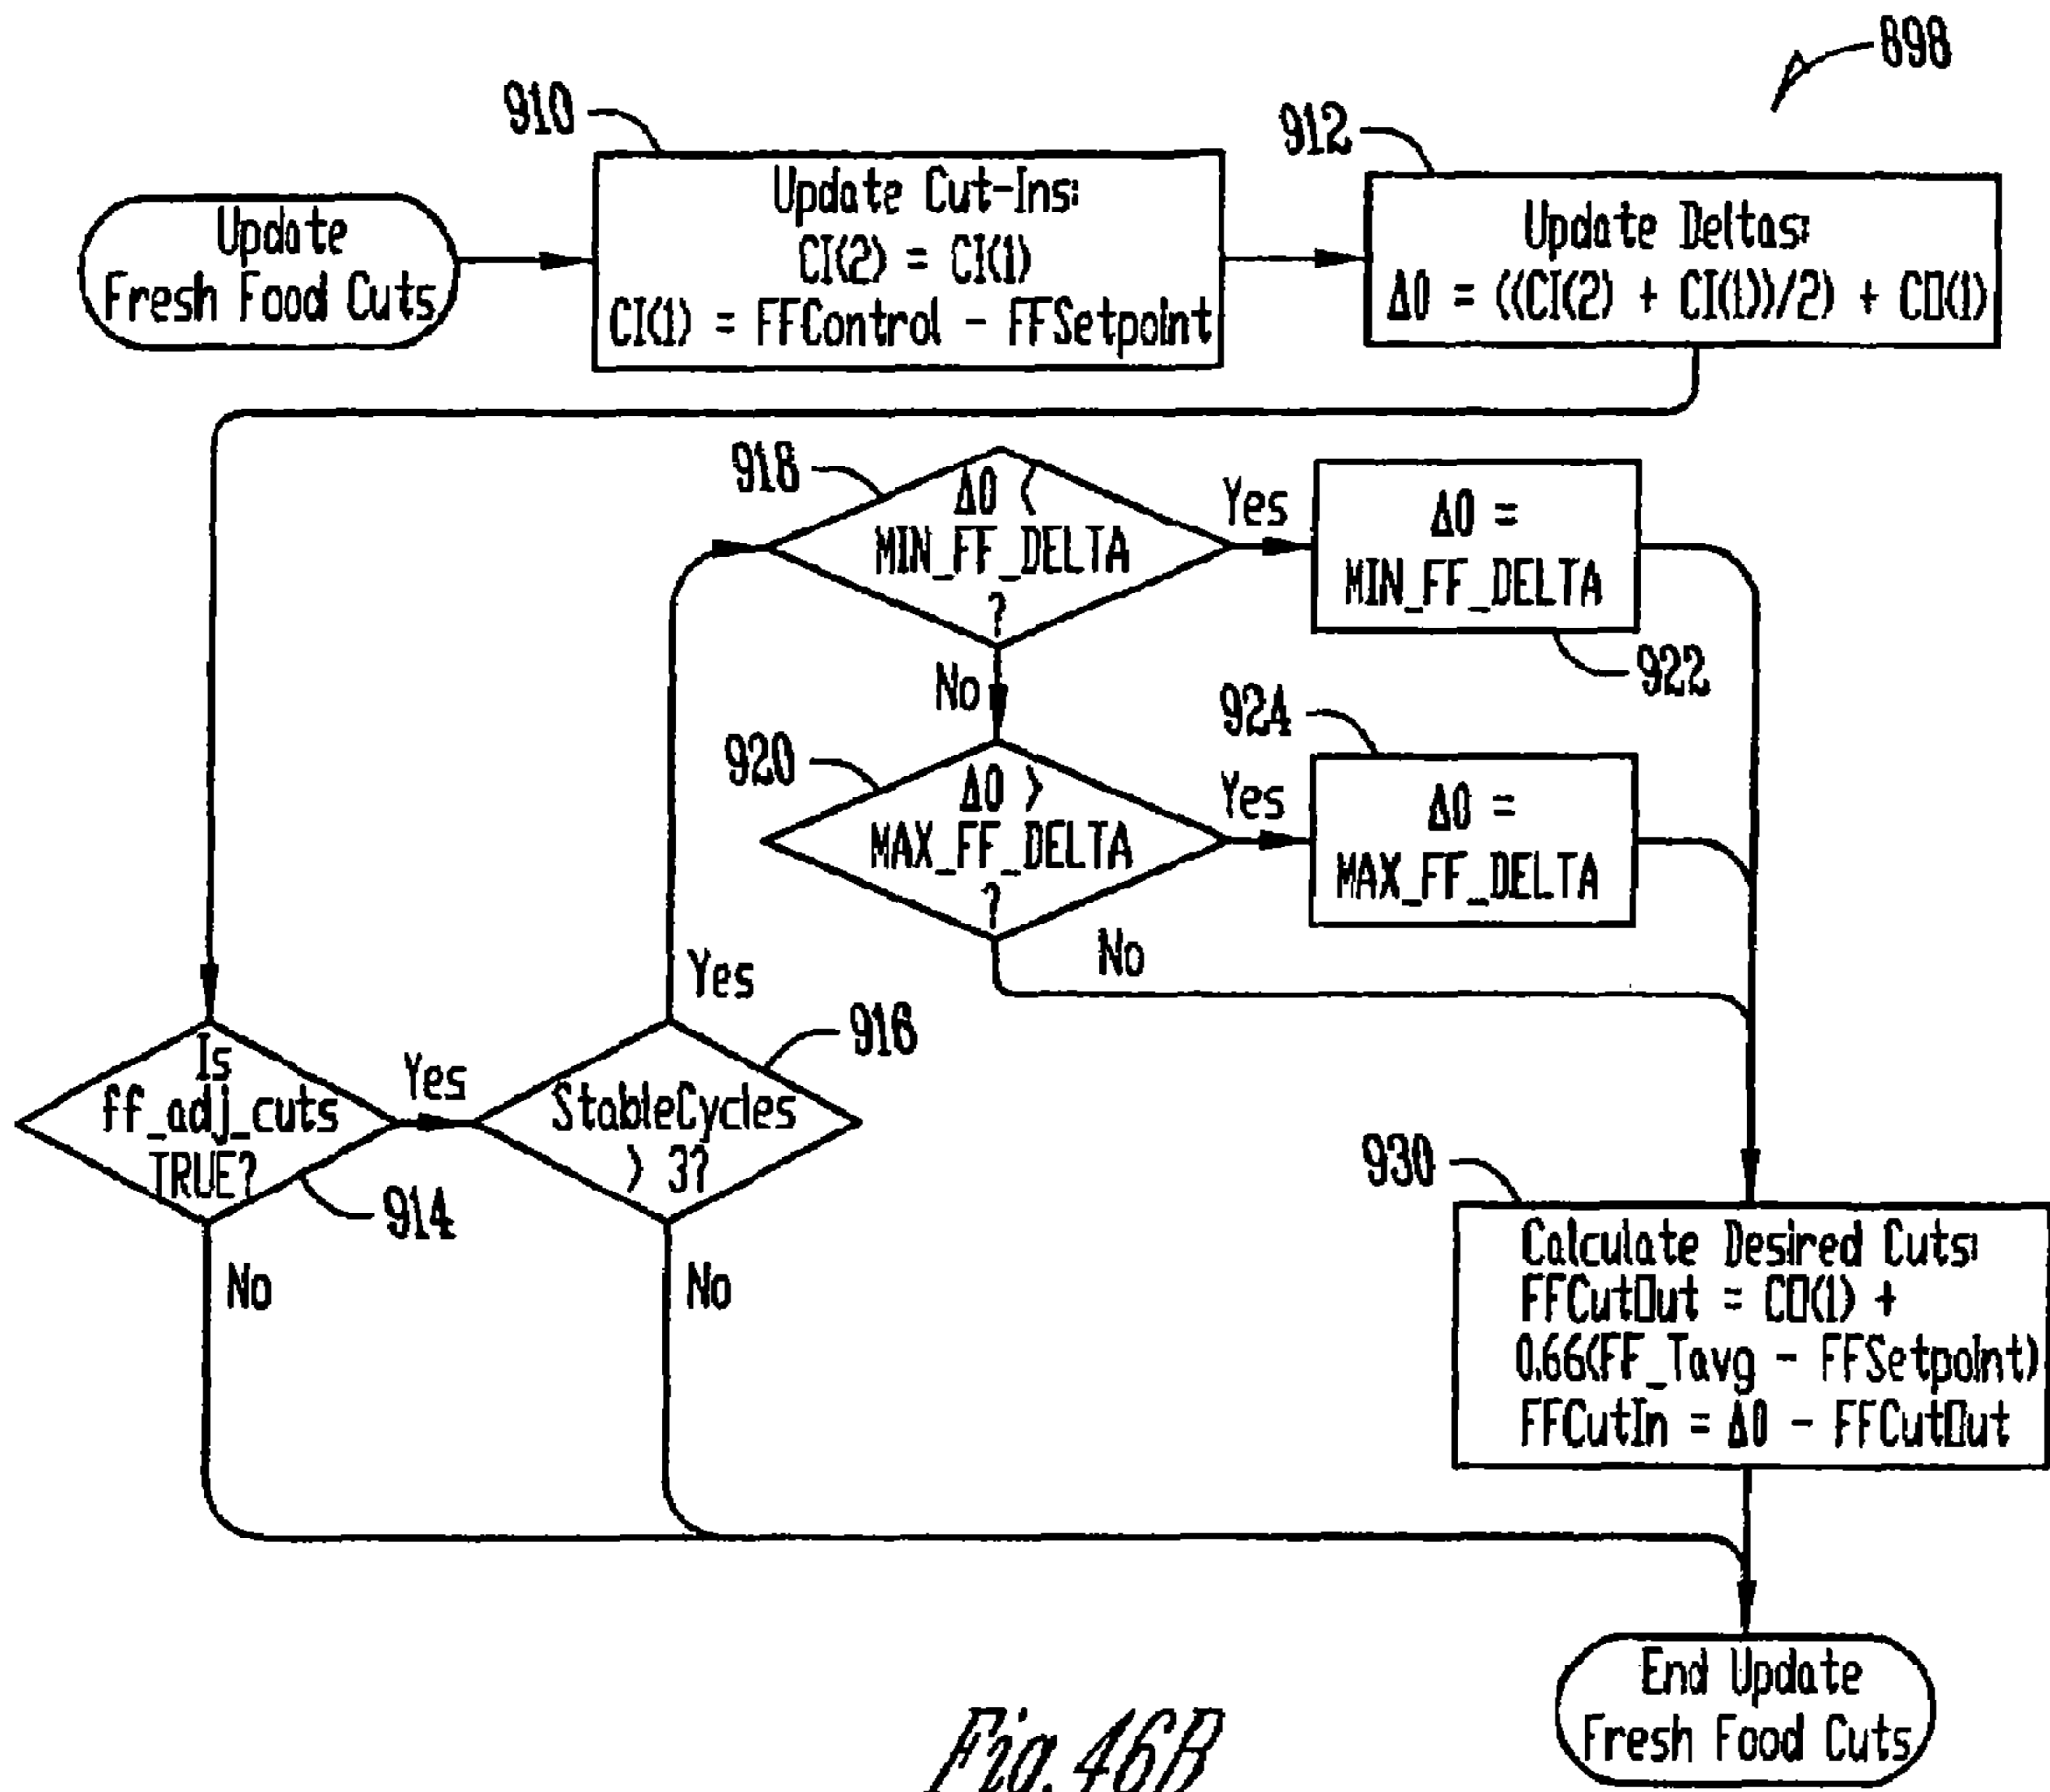 898
910
912
Update
Fresh Food Cuts
Update Cut-Ins:
CI(2) = CI(1)
CI(1) = FFControl - FFSetpoint
Update Deltas:
Δ0 = ((CI(2) + CI(1))/2) + CO(1)
918
Δ0 <
MIN_FF_DELTA
?
Yes
Δ0 =
MIN_FF_DELTA
922
No
924
920
Δ0 >
MAX_FF_DELTA
?
Yes
Δ0 =
MAX_FF_DELTA
No
Yes
916
Is
ff_adj_cuts
TRUE?
Yes
StableCycles
> 3?
914
No
No
930
Calculate Desired Cuts:
FFCutOut = CO(1) +
0.66(FF_Tavg - FFSetpoint)
FFCutIn = Δ0 - FFCutOut
End Update
Fresh Food Cuts
Fig. 46B